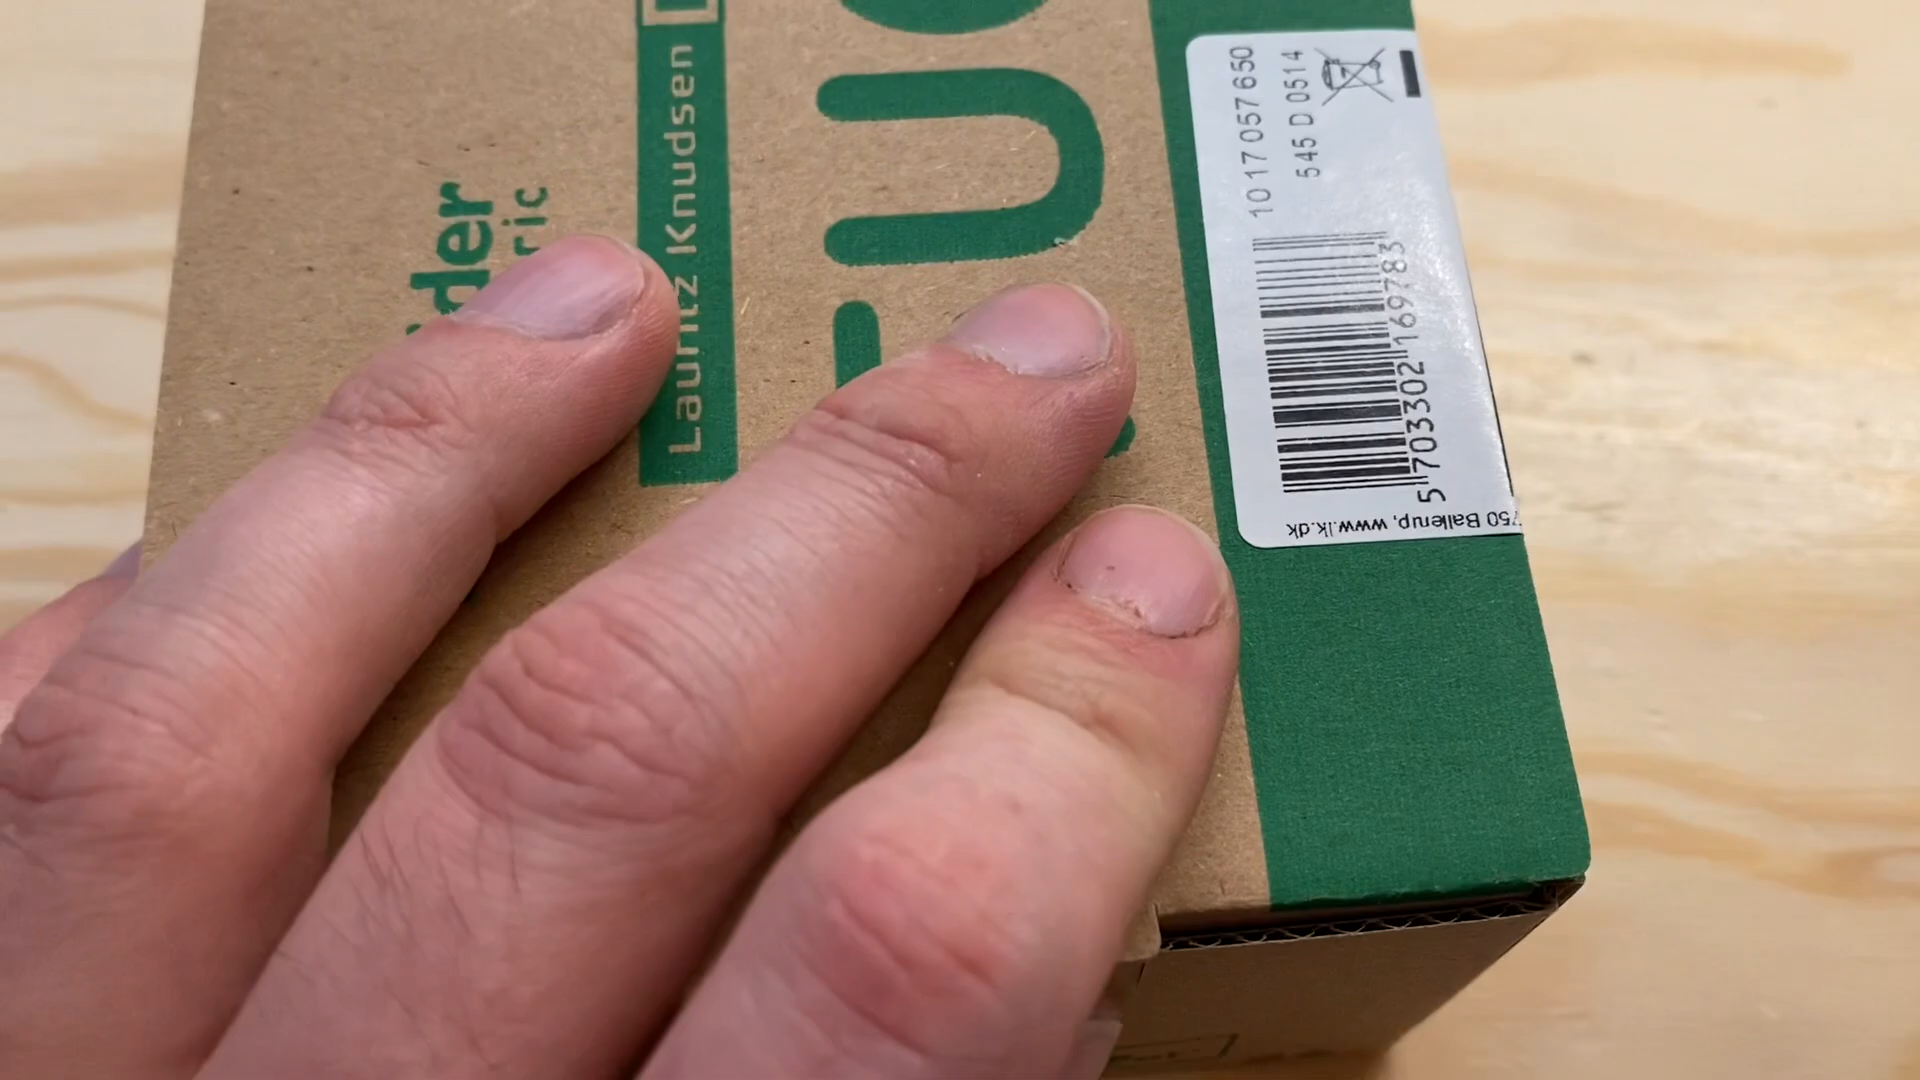 der
ric
Lauritz Knudsen
FUG
1017057650
545 D 0514
5 703302 169783
750 Ballerup, www.lk.dk